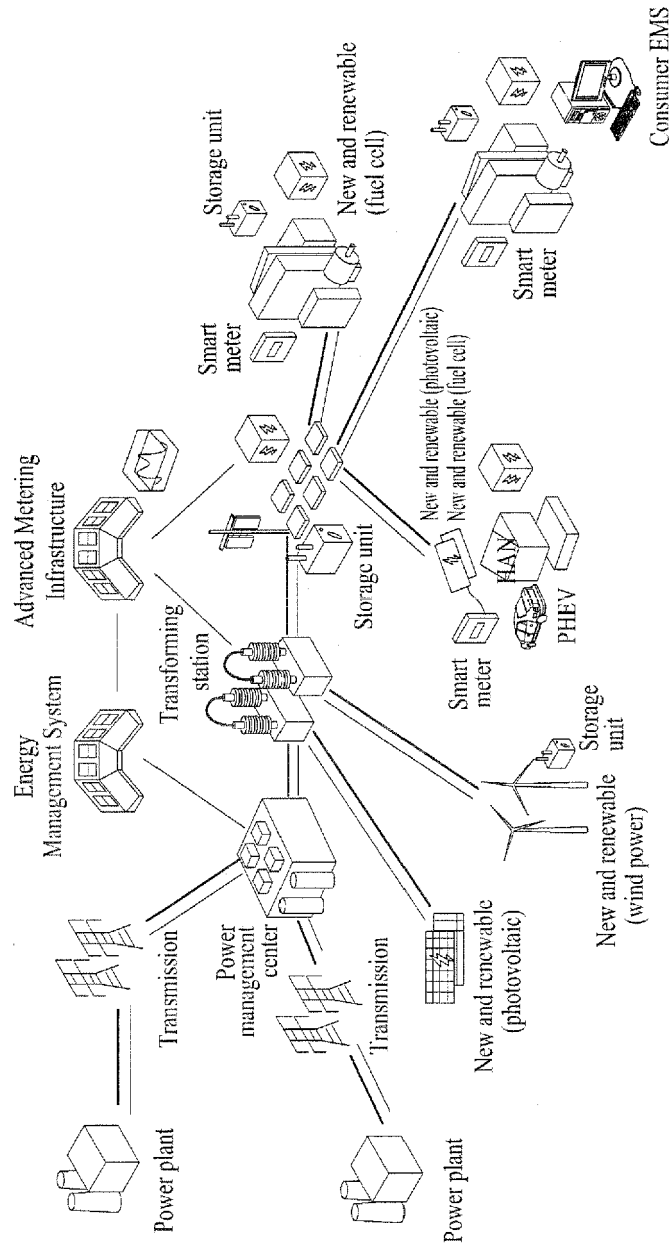 Power plant
Transmission
Energy
Management System
Advanced Metering
Infrastructure
Power
management
center
Transforming
station
Smart
meter
Storage unit
New and renewable
(fuel cell)
Power plant
Transmission
New and renewable
(photovoltaic)
New and renewable
(wind power)
Storage
unit
Storage unit
New and renewable (photovoltaic)
New and renewable (fuel cell)
Smart
meter
HAN
PHEV
Smart
meter
Consumer EMS